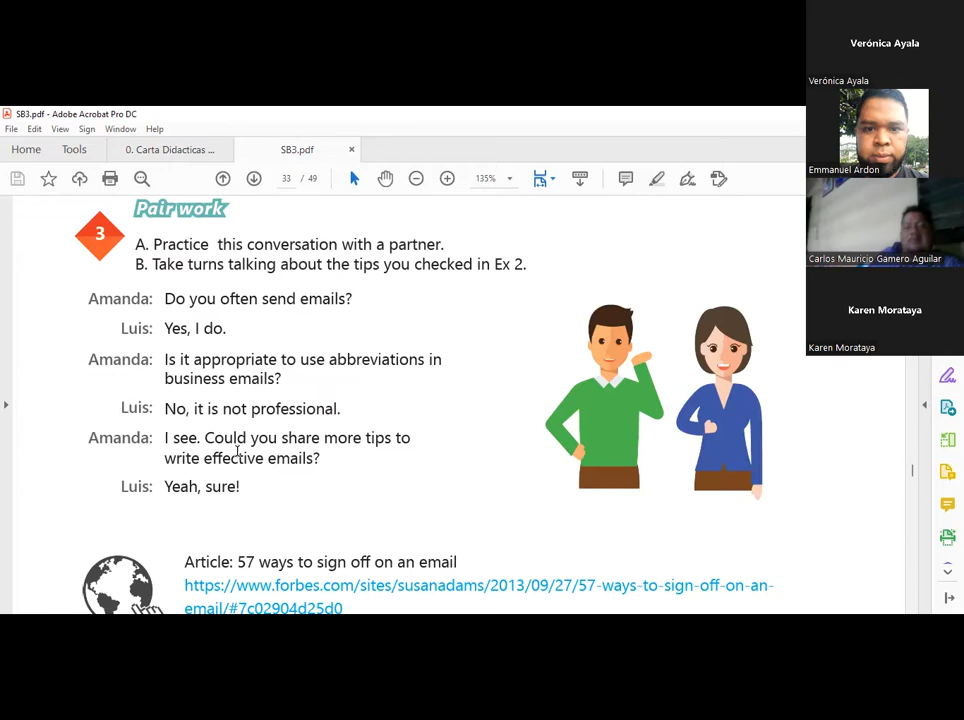 Verónica Ayala
Verónica Ayala
Emmanuel Ardon
Carlos Mauricio Gamero Aguilar
Karen Morataya
Karen Morataya
SB3.pdf - Adobe Acrobat Pro DC
File Edit View Sign Window Help
Home Tools 0. Carta Didacticas ... SB3.pdf ×
33 / 49 135%
Pair work
3
A. Practice this conversation with a partner.
B. Take turns talking about the tips you checked in Ex 2.
Amanda: Do you often send emails?
Luis: Yes, I do.
Amanda: Is it appropriate to use abbreviations in
business emails?
Luis: No, it is not professional.
Amanda: I see. Could you share more tips to
write effective emails?
Luis: Yeah, sure!
Article: 57 ways to sign off on an email
https://www.forbes.com/sites/susanadams/2013/09/27/57-ways-to-sign-off-on-an-
email/#7c02904d25d0